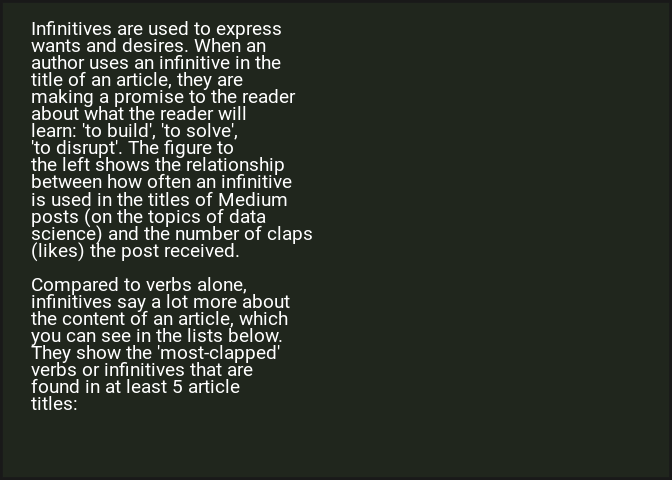 Infinitives are used to express
wants and desires. When an
author uses an infinitive in the
title of an article, they are
making a promise to the reader
about what the reader will
learn: 'to build', 'to solve',
'to disrupt'. The figure to
the left shows the relationship
between how often an infinitive
is used in the titles of Medium
posts (on the topics of data
science) and the number of claps
(likes) the post received.
Compared to verbs alone,
infinitives say a lot more about
the content of an article, which
you can see in the lists below.
They show the 'most-clapped'
verbs or infinitives that are
found in at least 5 article
titles: